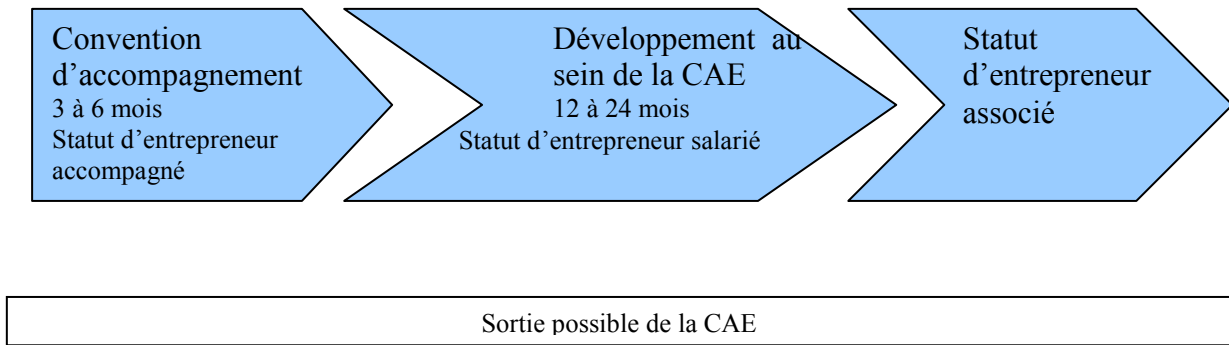 Convention
d’accompagnement
3 à 6 mois
Statut d’entrepreneur
accompagné
Développement au
sein de la CAE
12 à 24 mois
Statut d’entrepreneur salarié
Statut
d’entrepreneur
associé
Sortie possible de la CAE